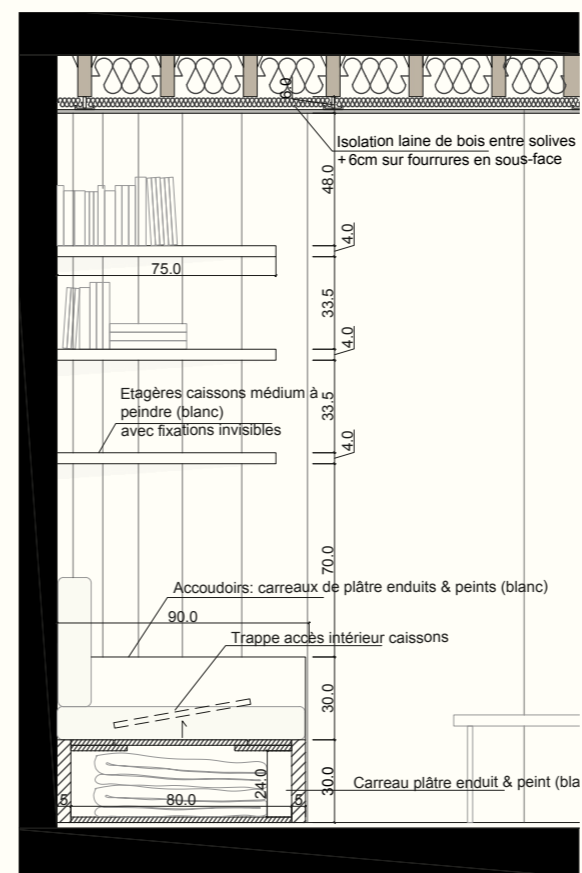 6.0
Isolation laine de bois entre solives
+ 6cm sur fourrures en sous-face
48.0
4.0
75.0
33.5
4.0
Etagères caissons médium à
peindre (blanc)
avec fixations invisibles
33.5
4.0
70.0
Accoudoirs: carreaux de plâtre enduits & peints (blanc)
90.0
Trappe accès intérieur caissons
30.0
5
80.0
24.0
5
30.0
Carreau plâtre enduit & peint (bla